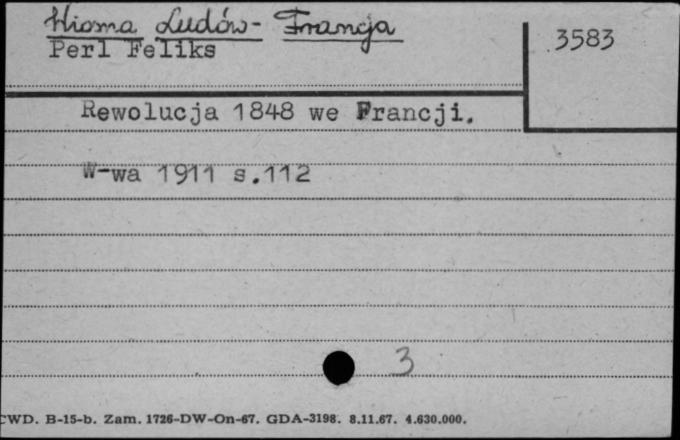 Wiosna Ludów - Francja
Perl Feliks
3583
Rewolucja 1848 we Francji.
W-wa 1911 s.112
3
CWD. B-15-b. Zam. 1726-DW-On-67. GDA-3198. 8.11.67. 4.630.000.